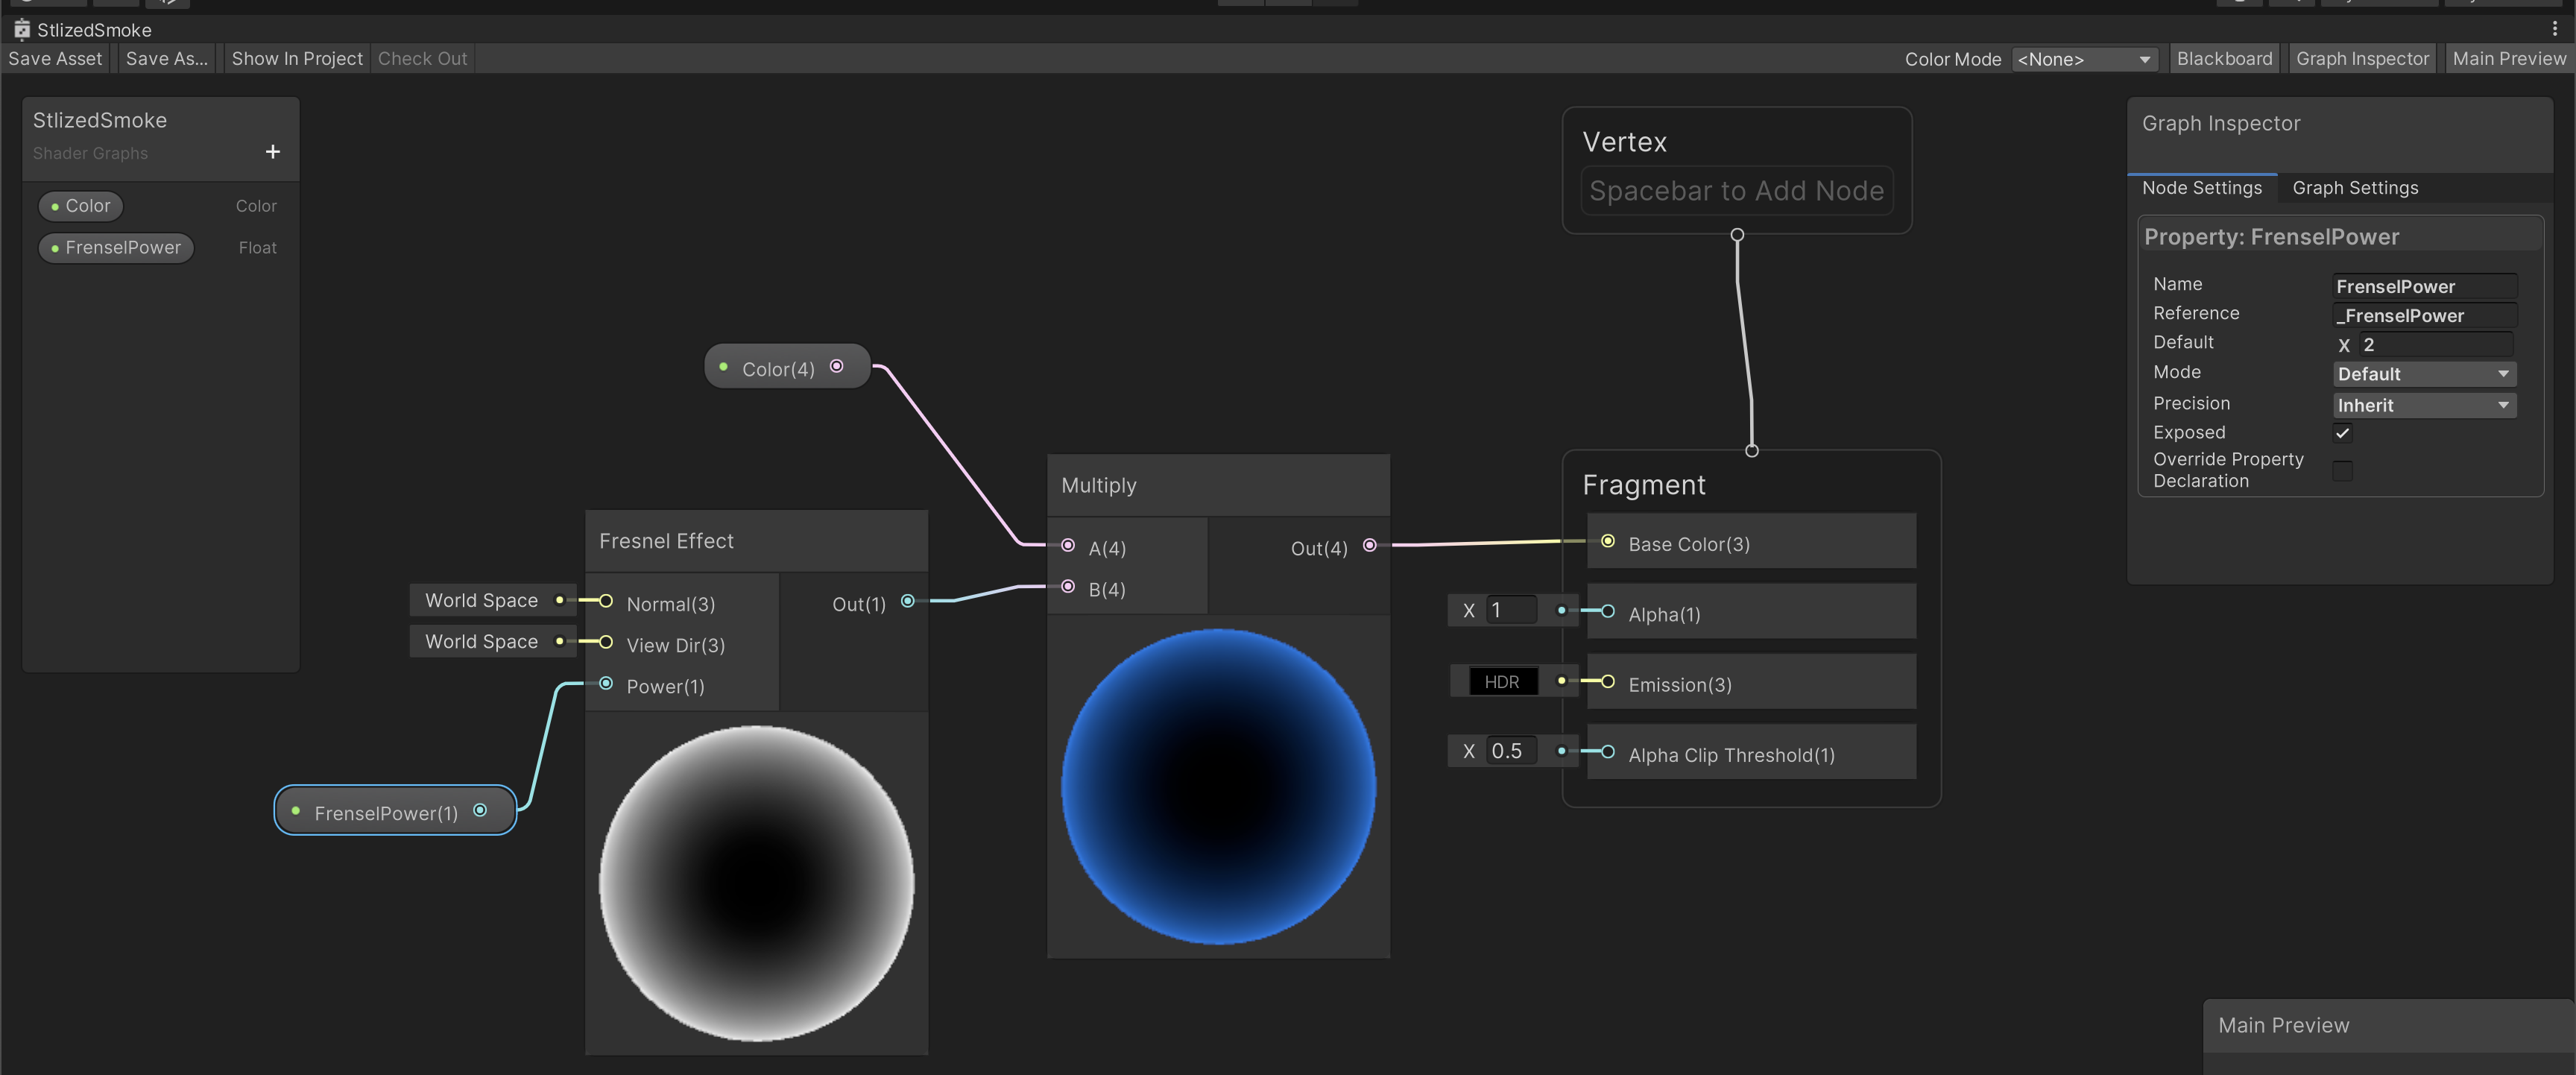 StlizedSmoke
Save Asset Save As... Show In Project Check Out Color Mode <None> Blackboard Graph Inspector Main Preview
StlizedSmoke
Shader Graphs +
Color Color
FrenselPower Float
Color(4)
Fresnel Effect
World Space Normal(3) Out(1)
World Space View Dir(3)
Power(1)
FrenselPower(1)
Multiply
A(4) Out(4)
B(4)
Vertex
Spacebar to Add Node
Fragment
Base Color(3)
X 1 Alpha(1)
HDR Emission(3)
X 0.5 Alpha Clip Threshold(1)
Graph Inspector
Node Settings Graph Settings
Property: FrenselPower
Name FrenselPower
Reference _FrenselPower
Default X 2
Mode Default
Precision Inherit
Exposed
Override Property
Declaration
Main Preview